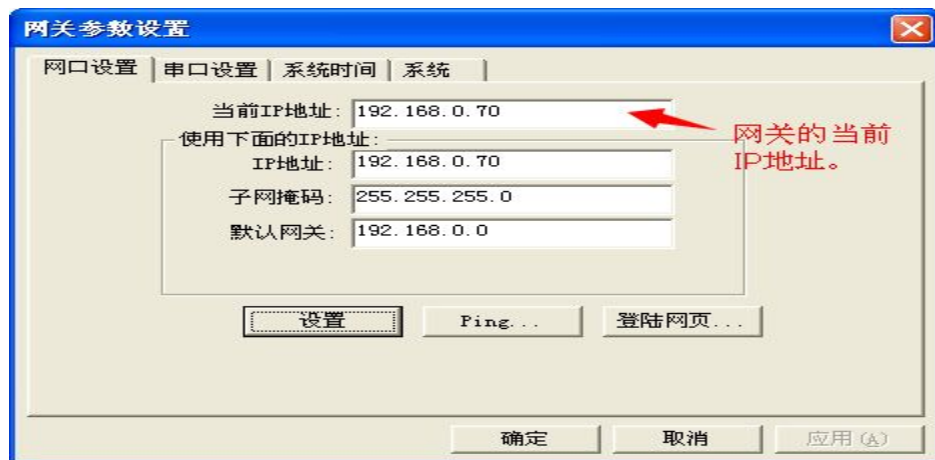 网关参数设置
网口设置 串口设置 系统时间 系统
当前IP地址: 192.168.0.70
网关的当前
IP地址。
使用下面的IP地址:
IP地址: 192.168.0.70
子网掩码: 255.255.255.0
默认网关: 192.168.0.0
设置 Ping... 登陆网页...
确定 取消 应用(A)